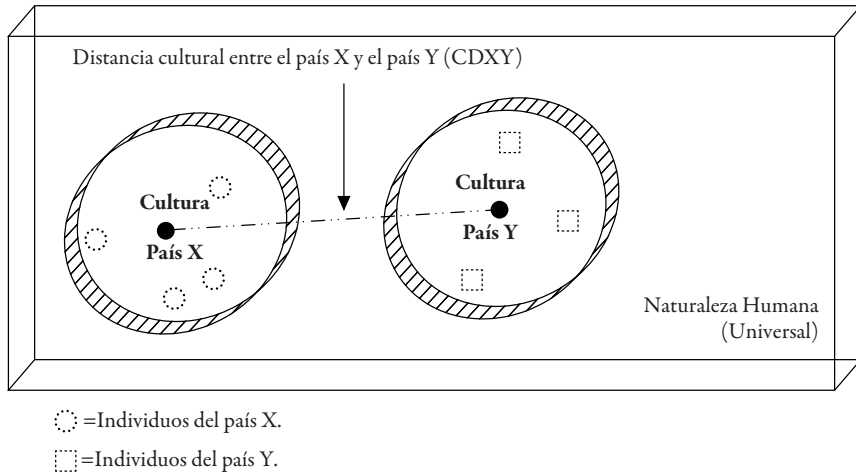 Distancia cultural entre el país X y el país Y (CDXY)
Cultura
País X
Cultura
País Y
Naturaleza Humana
(Universal)
=Individuos del país X.
=Individuos del país Y.